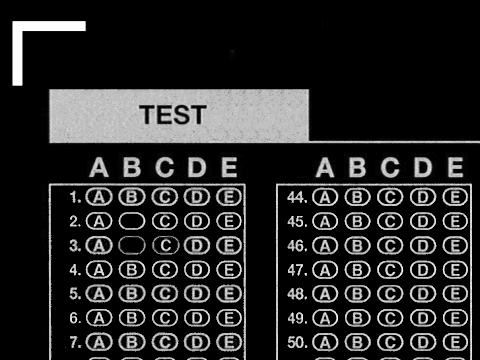 TEST
A B C D E A B C D E
1. A B C D E 44. A B C D E
2. A C D E 45. A B C D E
3. A C D E 46. A B C D E
4. A B C D E 47. A B C D E
5. A B C D E 48. A B C D E
6. A B C D E 49. A B C D E
7. A B C D E 50. A B C D E